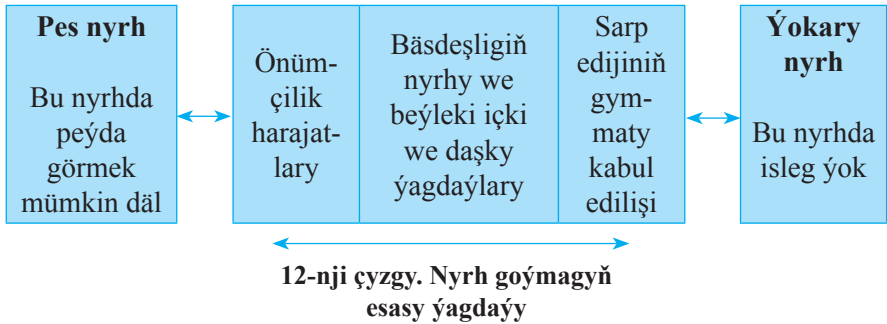 Pes nyrh
Bu nyrhda
peýda
görmek
mümkin däl
Önüm-
çilik
harajat-
lary
Bäsdeşligiň
nyrhy we
beýleki içki
we daşky
ýagdaýlary
Sarp
edijiniň
gym-
maty
kabul
edilişi
Ýokary
nyrh
Bu nyrhda
isleg ýok
12-nji çyzgy. Nyrh goýmagyň
esasy ýagdaýy